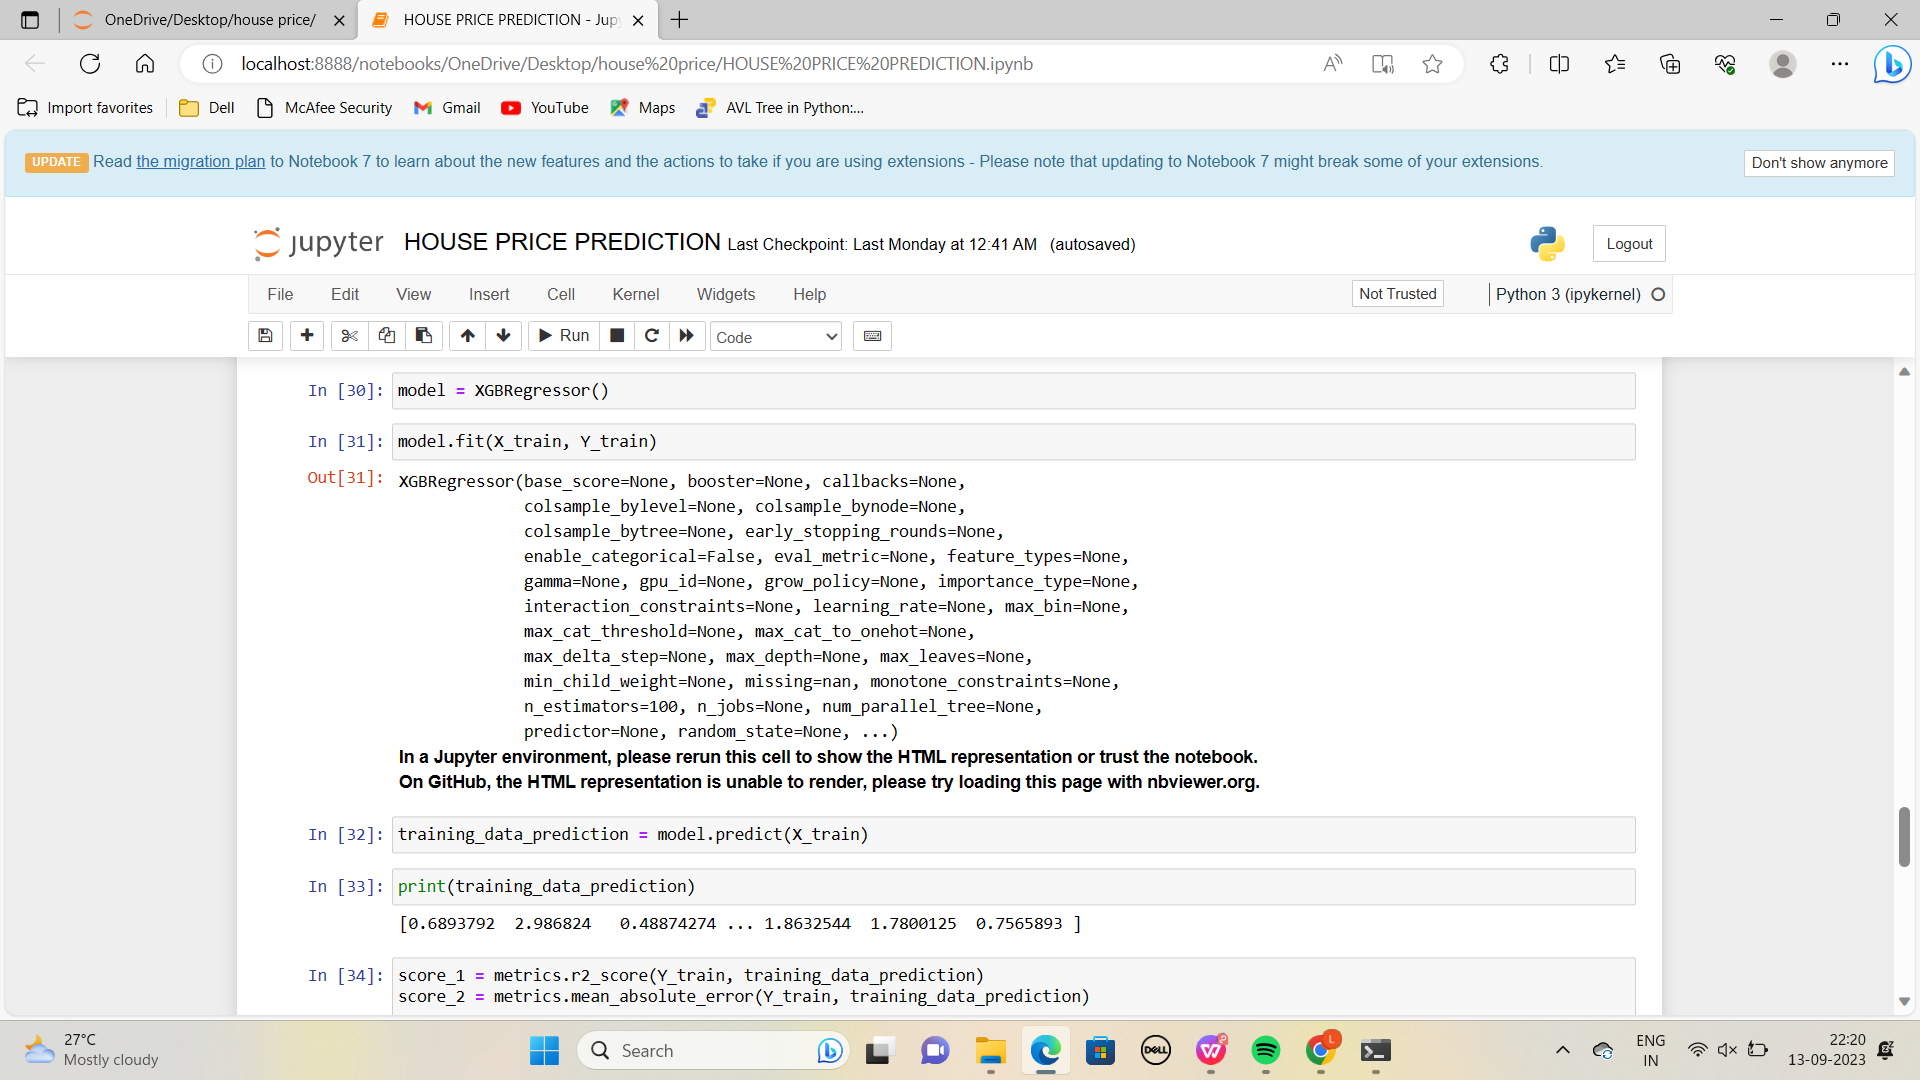 OneDrive/Desktop/house price/
HOUSE PRICE PREDICTION - Jup
localhost:8888/notebooks/OneDrive/Desktop/house%20price/HOUSE%20PRICE%20PREDICTION.ipynb
Import favorites
Dell
McAfee Security
Gmail
YouTube
Maps
AVL Tree in Python:...
UPDATE Read the migration plan to Notebook 7 to learn about the new features and the actions to take if you are using extensions - Please note that updating to Notebook 7 might break some of your extensions.
Don't show anymore
jupyter HOUSE PRICE PREDICTION Last Checkpoint: Last Monday at 12:41 AM (autosaved)
Logout
File Edit View Insert Cell Kernel Widgets Help
Not Trusted
Python 3 (ipykernel)
Run
Code
In [30]: model = XGBRegressor()
In [31]: model.fit(X_train, Y_train)
Out[31]: XGBRegressor(base_score=None, booster=None, callbacks=None,
colsample_bylevel=None, colsample_bynode=None,
colsample_bytree=None, early_stopping_rounds=None,
enable_categorical=False, eval_metric=None, feature_types=None,
gamma=None, gpu_id=None, grow_policy=None, importance_type=None,
interaction_constraints=None, learning_rate=None, max_bin=None,
max_cat_threshold=None, max_cat_to_onehot=None,
max_delta_step=None, max_depth=None, max_leaves=None,
min_child_weight=None, missing=nan, monotone_constraints=None,
n_estimators=100, n_jobs=None, num_parallel_tree=None,
predictor=None, random_state=None, ...)
In a Jupyter environment, please rerun this cell to show the HTML representation or trust the notebook.
On GitHub, the HTML representation is unable to render, please try loading this page with nbviewer.org.
In [32]: training_data_prediction = model.predict(X_train)
In [33]: print(training_data_prediction)
[0.6893792 2.986824 0.48874274 ... 1.8632544 1.7800125 0.7565893 ]
In [34]: score_1 = metrics.r2_score(Y_train, training_data_prediction)
score_2 = metrics.mean_absolute_error(Y_train, training_data_prediction)
27°C
Mostly cloudy
Search
DELL
L
ENG
IN
22:20
13-09-2023